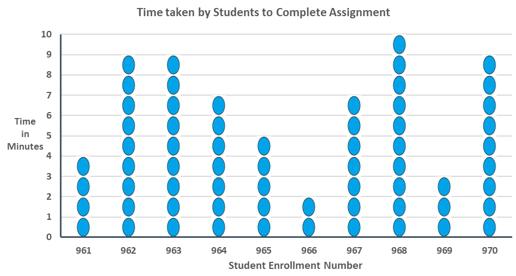 Time taken by Students to Complete Assignment
10
9
8
7
6
5
4
3
2
1
0
Time
in
Minutes
961 962 963 964 965 966 967 968 969 970
Student Enrollment Number